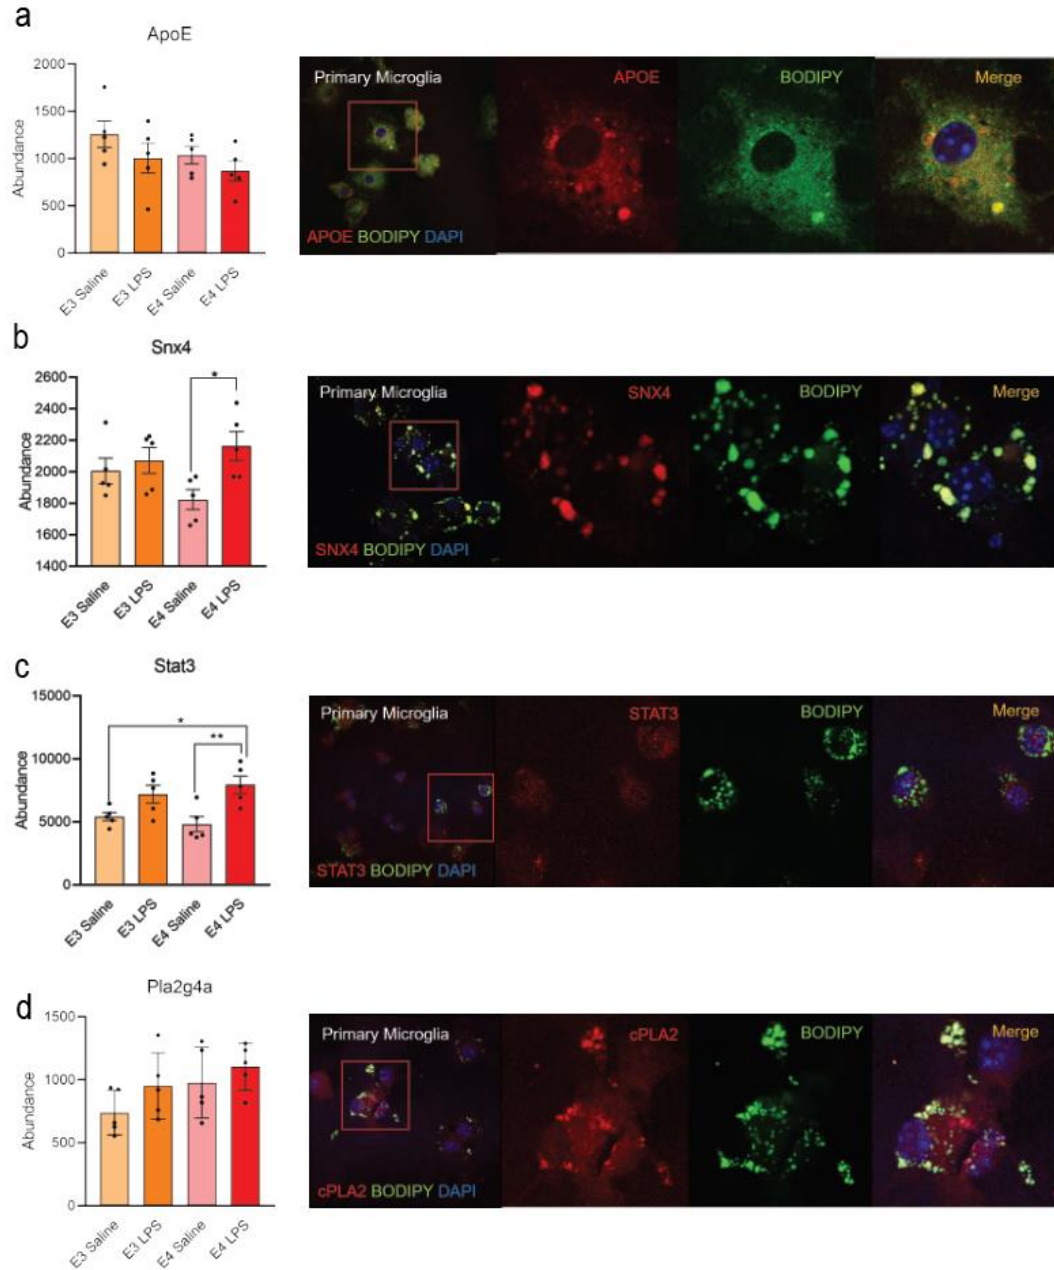 a
ApoE
2000
1500
1000
500
0
Abundance
E3 Saline
E3 LPS
E4 Saline
E4 LPS
Primary Microglia
APOE BODIPY DAPI
APOE
BODIPY
Merge
b
Snx4
2600
2400
2200
2000
1800
1600
1400
Abundance
*
E3 Saline
E3 LPS
E4 Saline
E4 LPS
Primary Microglia
SNX4 BODIPY DAPI
SNX4
BODIPY
Merge
c
Stat3
15000
10000
5000
0
Abundance
*
**
E3 Saline
E3 LPS
E4 Saline
E4 LPS
Primary Microglia
STAT3 BODIPY DAPI
STAT3
BODIPY
Merge
d
Pla2g4a
1500
1000
500
0
Abundance
E3 Saline
E3 LPS
E4 Saline
E4 LPS
Primary Microglia
cPLA2 BODIPY DAPI
cPLA2
BODIPY
Merge